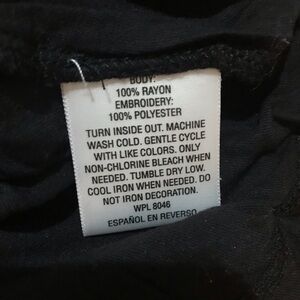 BODY:
100% RAYON
EMBROIDERY:
100% POLYESTER
TURN INSIDE OUT. MACHINE
WASH COLD. GENTLE CYCLE
WITH LIKE COLORS. ONLY
NON-CHLORINE BLEACH WHEN
NEEDED. TUMBLE DRY LOW.
COOL IRON WHEN NEEDED. DO
NOT IRON DECORATION.
WPL 8046
ESPAÑOL EN REVERSO